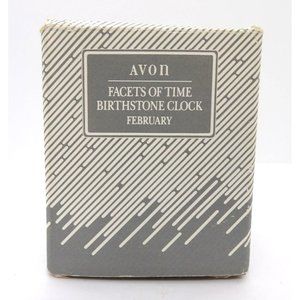 AVON
FACETS OF TIME
BIRTHSTONE CLOCK
FEBRUARY